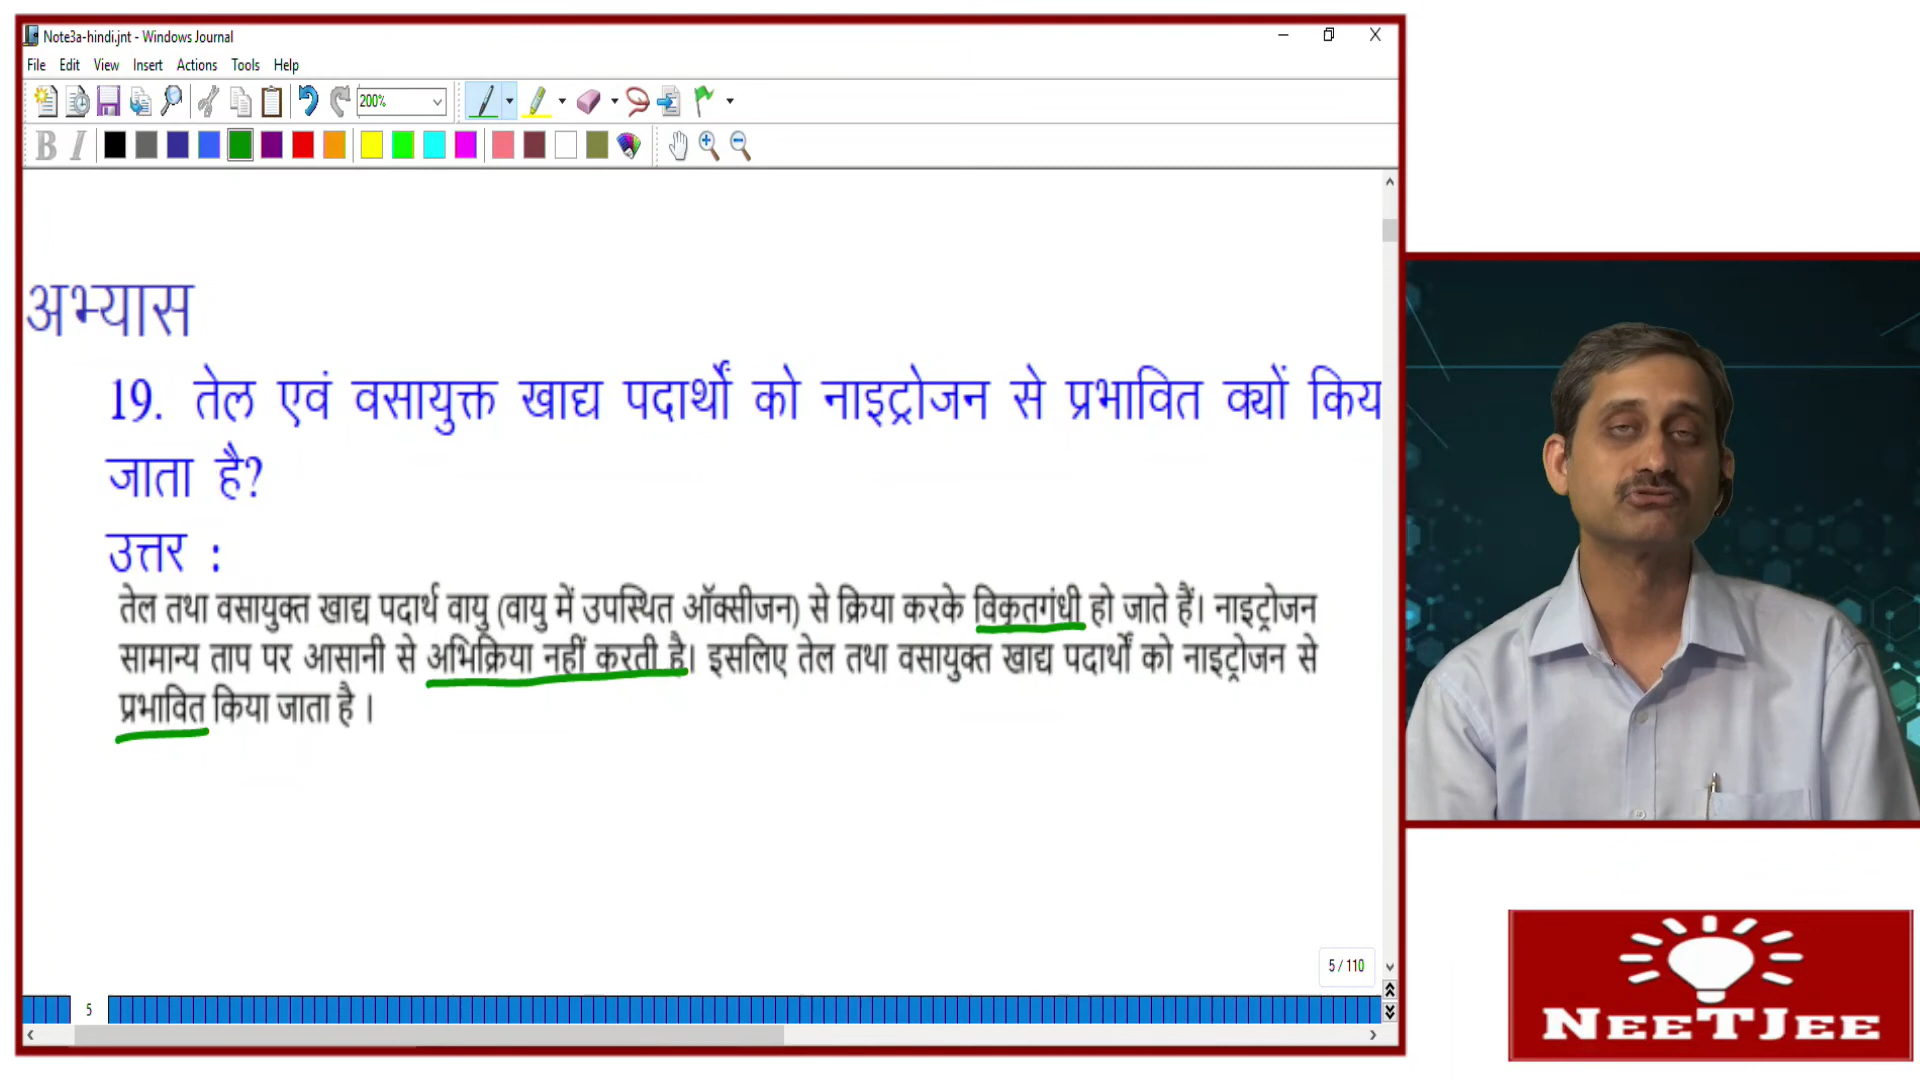 Note3a-hindi.jnt - Windows Journal
File Edit View Insert Actions Tools Help
200%
B I
अभ्यास
19. तेल एवं वसायुक्त खाद्य पदार्थों को नाइट्रोजन से प्रभावित क्यों किय
जाता है?
उत्तर :
तेल तथा वसायुक्त खाद्य पदार्थ वायु (वायु में उपस्थित ऑक्सीजन) से क्रिया करके विकृतगंधी हो जाते हैं। नाइट्रोजन
सामान्य ताप पर आसानी से अभिक्रिया नहीं करती है। इसलिए तेल तथा वसायुक्त खाद्य पदार्थों को नाइट्रोजन से
प्रभावित किया जाता है ।
5 / 110
5
NEETJEE